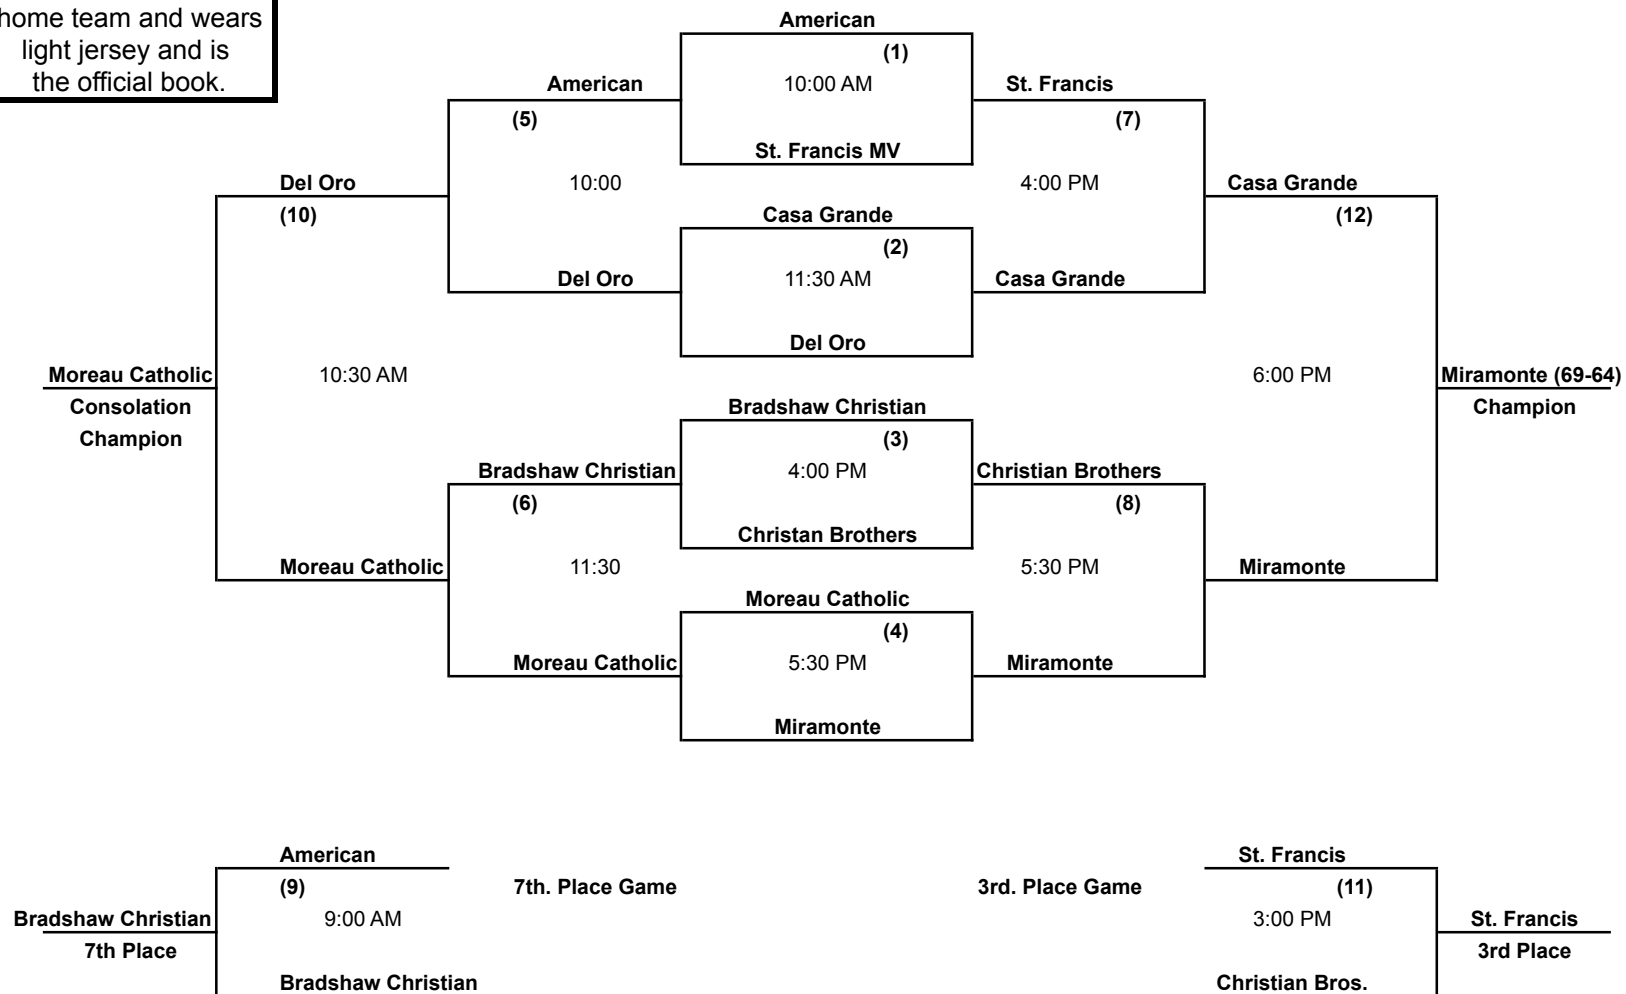 home team and wears
light jersey and is
the official book.
American
(1)
American
10:00 AM
St. Francis
(5)
(7)
St. Francis MV
Del Oro
10:00
4:00 PM
Casa Grande
(10)
Casa Grande
(12)
(2)
Del Oro
11:30 AM
Casa Grande
Del Oro
Moreau Catholic
10:30 AM
6:00 PM
Miramonte (69-64)
Consolation
Champion
Bradshaw Christian
Champion
(3)
Bradshaw Christian
4:00 PM
Christian Brothers
(6)
(8)
Christan Brothers
Moreau Catholic
11:30
5:30 PM
Miramonte
Moreau Catholic
(4)
Moreau Catholic
5:30 PM
Miramonte
Miramonte
American
St. Francis
(9)
7th. Place Game
3rd. Place Game
(11)
Bradshaw Christian
9:00 AM
3:00 PM
St. Francis
7th Place
3rd Place
Bradshaw Christian
Christian Bros.